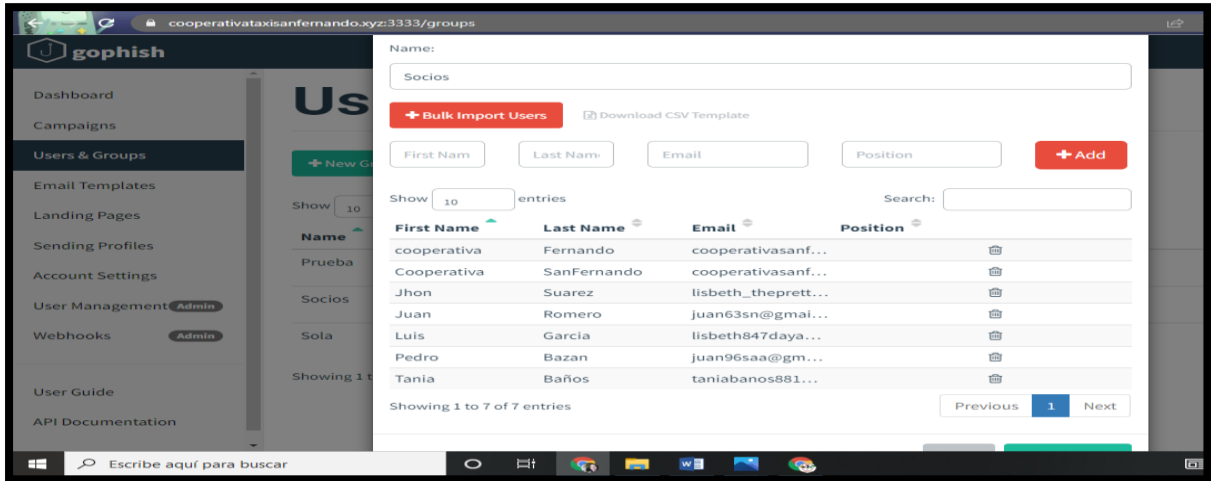 cooperativataxisanfernando.xyz:3333/groups
gophish
Dashboard
Campaigns
Users & Groups
Email Templates
Landing Pages
Sending Profiles
Account Settings
User Management Admin
Webhooks Admin
User Guide
API Documentation
Us
+ New G
Show 10
Name
Prueba
Socios
Sola
Showing 1 t
Name:
Socios
+ Bulk Import Users Download CSV Template
First Nam Last Nam Email Position + Add
Show 10 entries Search:
First Name Last Name Email Position
cooperativa Fernando cooperativasanf...
Cooperativa SanFernando cooperativasanf...
Jhon Suarez lisbeth_theprett...
Juan Romero juan63sn@gmai...
Luis Garcia lisbeth847daya...
Pedro Bazan juan96saa@gm...
Tania Baños taniabanos881...
Showing 1 to 7 of 7 entries Previous 1 Next
Escribe aquí para buscar